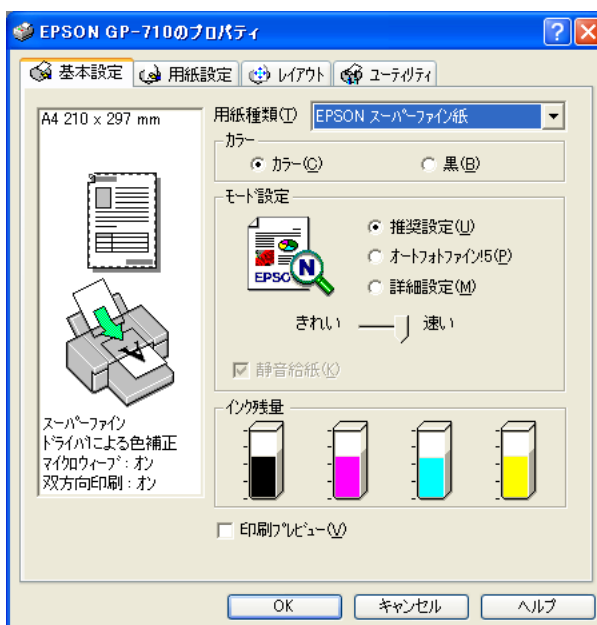 EPSON GP-710のプロパティ
基本設定 用紙設定 レイアウト ユーティリティ
A4 210 x 297 mm
用紙種類(T) EPSON スーパーファイン紙
カラー
カラー(C) 黒(B)
モード設定
推奨設定(U)
オートフォトファイン!5(P)
詳細設定(M)
EPSO N
きれい 速い
静音給紙(K)
インク残量
スーパーファイン
ドライバによる色補正
マイクロウィーブ:オン
双方向印刷:オン
印刷プレビュー(V)
OK キャンセル ヘルプ